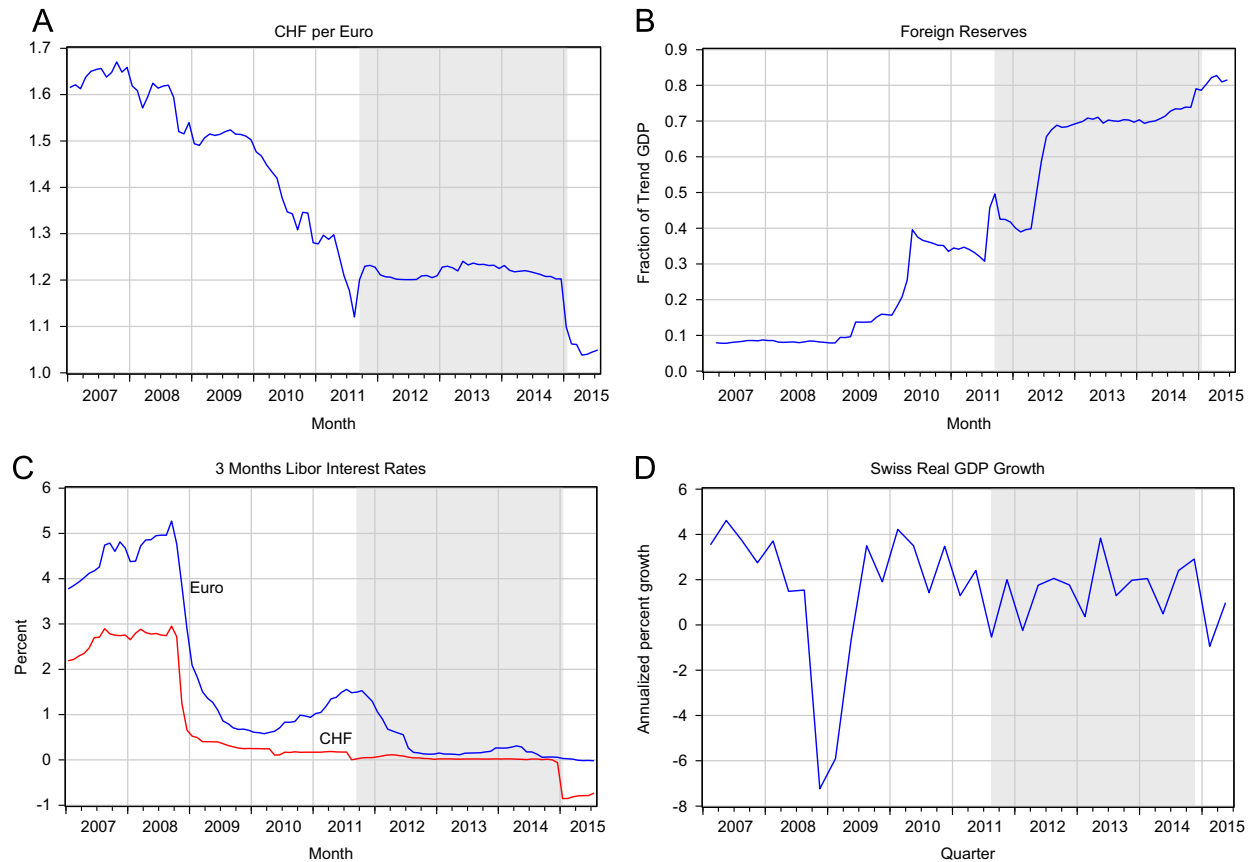 A
CHF per Euro
1.7
1.6
1.5
1.4
1.3
1.2
1.1
1.0
2007 2008 2009 2010 2011 2012 2013 2014 2015
Month
B
Foreign Reserves
Fraction of Trend GDP
0.9
0.8
0.7
0.6
0.5
0.4
0.3
0.2
0.1
0.0
2007 2008 2009 2010 2011 2012 2013 2014 2015
Month
C
3 Months Libor Interest Rates
Percent
6
5
4
3
2
1
0
-1
Euro
CHF
2007 2008 2009 2010 2011 2012 2013 2014 2015
Month
D
Swiss Real GDP Growth
Annualized percent growth
6
4
2
0
-2
-4
-6
-8
2007 2008 2009 2010 2011 2012 2013 2014 2015
Quarter